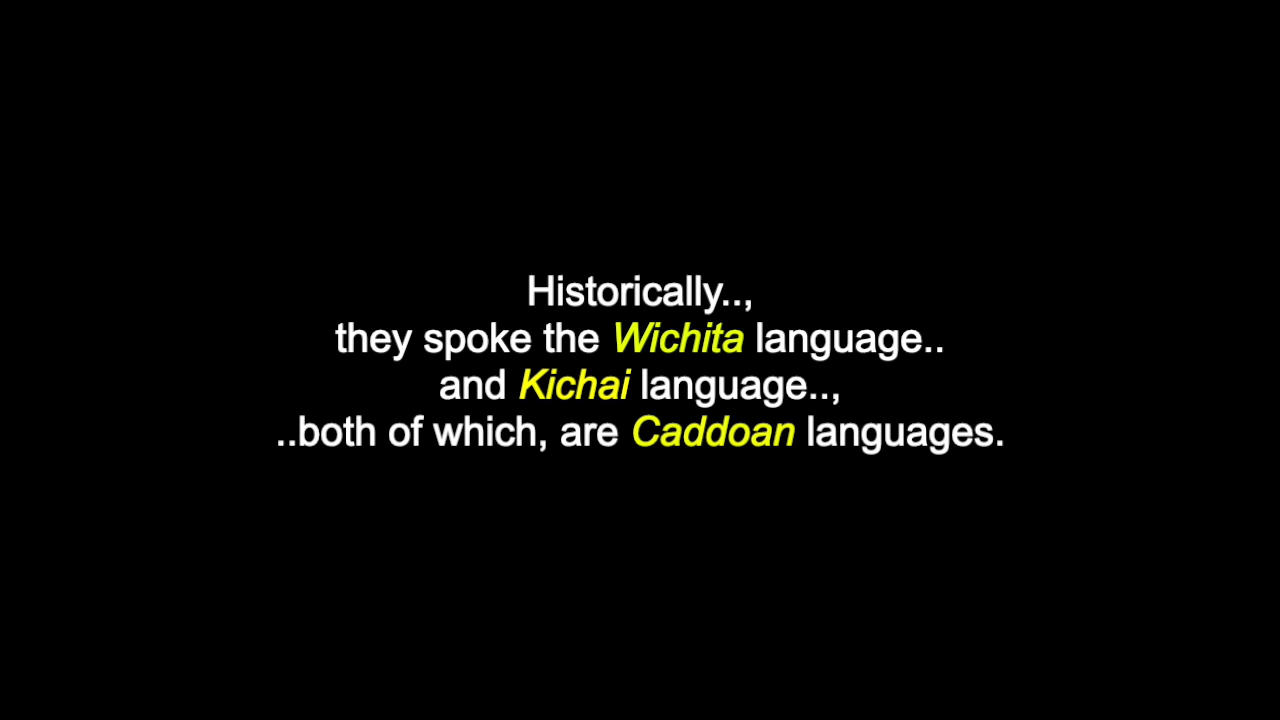 Historically..,
they spoke the Wichita language..
and Kichai language..,
..both of which, are Caddoan languages.